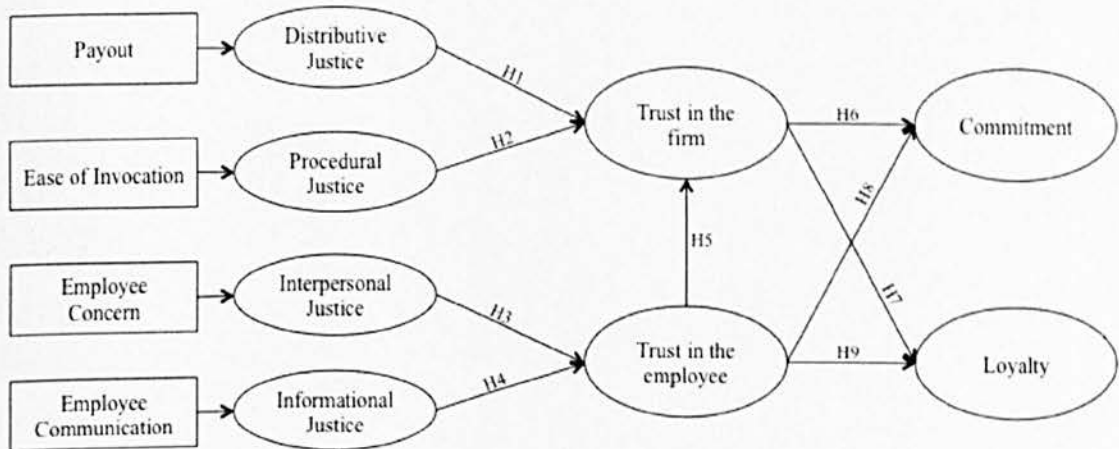 Payout
Distributive
Justice
H1
Ease of Invocation
Procedural
Justice
H2
Trust in the
firm
H6
Commitment
H8
H5
H7
Employee
Concern
Interpersonal
Justice
H3
Employee
Communication
Informational
Justice
H4
Trust in the
employee
H9
Loyalty